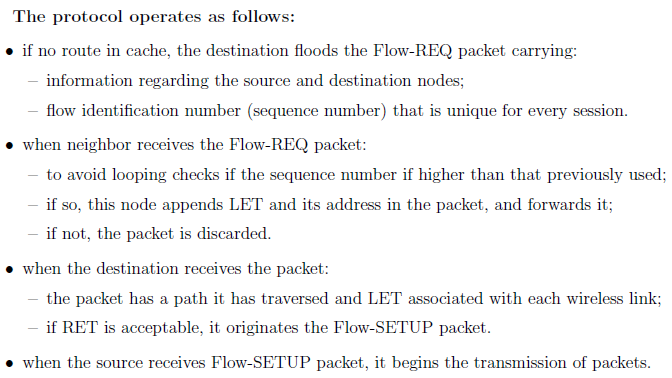 The protocol operates as follows:
• if no route in cache, the destination floods the Flow-REQ packet carrying:
– information regarding the source and destination nodes;
– flow identification number (sequence number) that is unique for every session.
• when neighbor receives the Flow-REQ packet:
– to avoid looping checks if the sequence number if higher than that previously used;
– if so, this node appends LET and its address in the packet, and forwards it;
– if not, the packet is discarded.
• when the destination receives the packet:
– the packet has a path it has traversed and LET associated with each wireless link;
– if RET is acceptable, it originates the Flow-SETUP packet.
• when the source receives Flow-SETUP packet, it begins the transmission of packets.